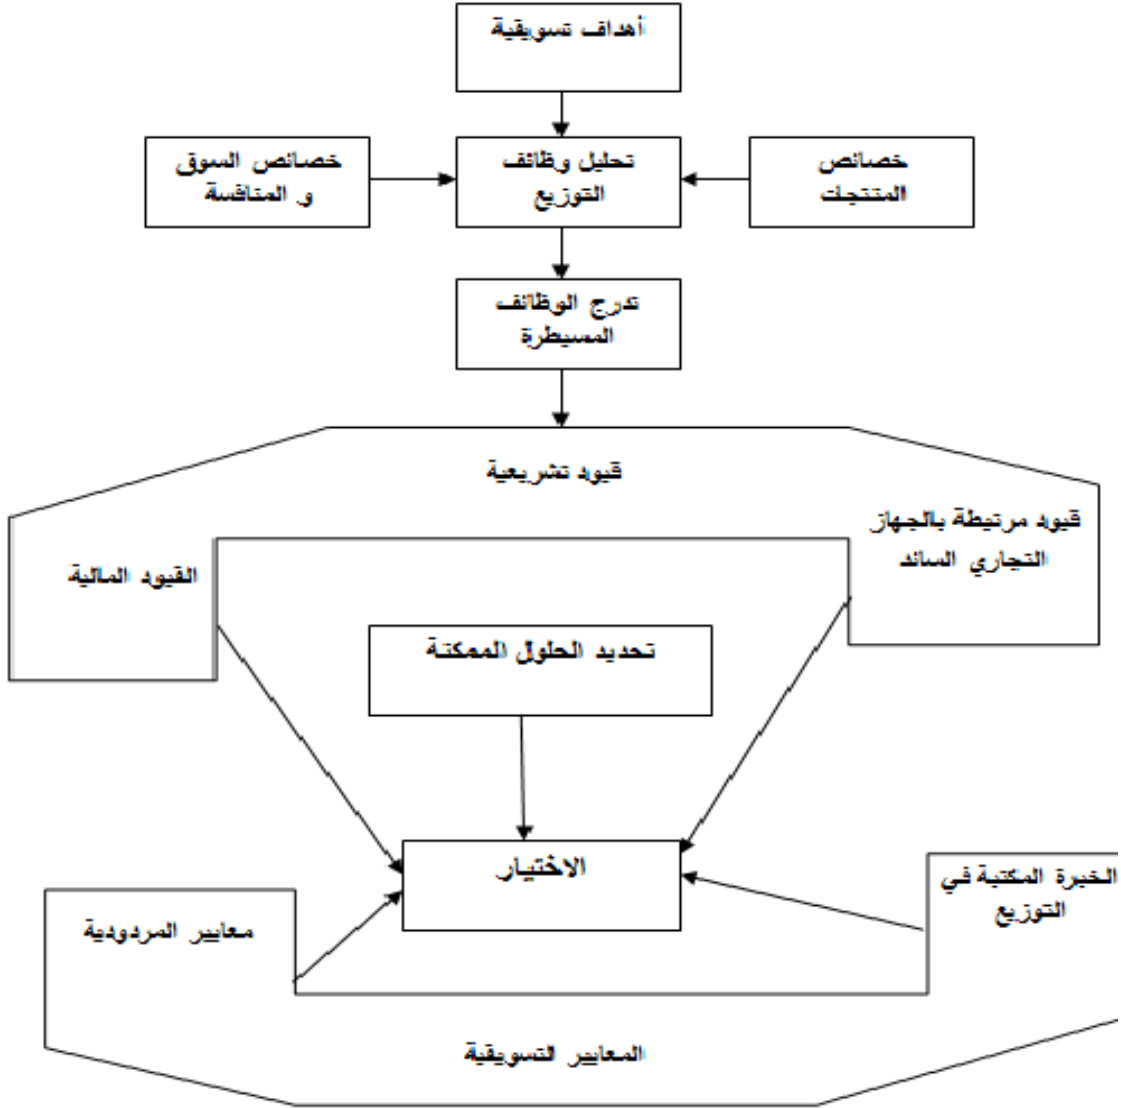 أهداف تسويقية
خصائص
المنتجات
تحليل وظائف
التوزيع
خصائص السوق
و المنافسة
تدرج الوظائف
المسيطرة
قيود تشريعية
قيود مرتبطة بالجهاز
التجاري السائد
القيود المالية
تحديد الحلول الممكنة
الاختيار
الخبرة المكتبة في
التوزيع
معايير المردودية
المعايير التسويقية